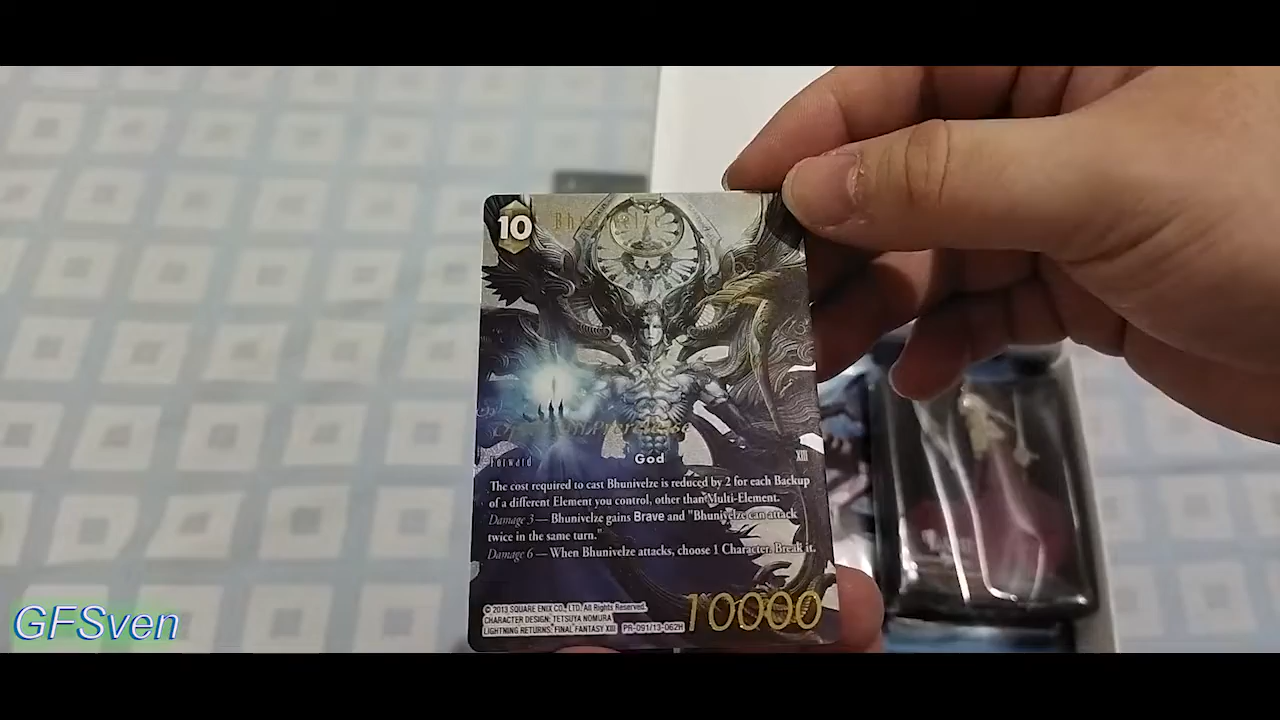 10
Bhunivelze
Prerelease
Forward
God
XIII
The cost required to cast Bhunivelze is reduced by 2 for each Backup
of a different Element you control, other than Multi-Element.
Damage 3 — Bhunivelze gains Brave and "Bhunivelze can attack
twice in the same turn."
Damage 6 — When Bhunivelze attacks, choose 1 Character. Break it.
© 2013 SQUARE ENIX CO., LTD. All Rights Reserved.
CHARACTER DESIGN: TETSUYA NOMURA
LIGHTNING RETURNS: FINAL FANTASY XIII
PR-091/13-062H
10000
GFSven